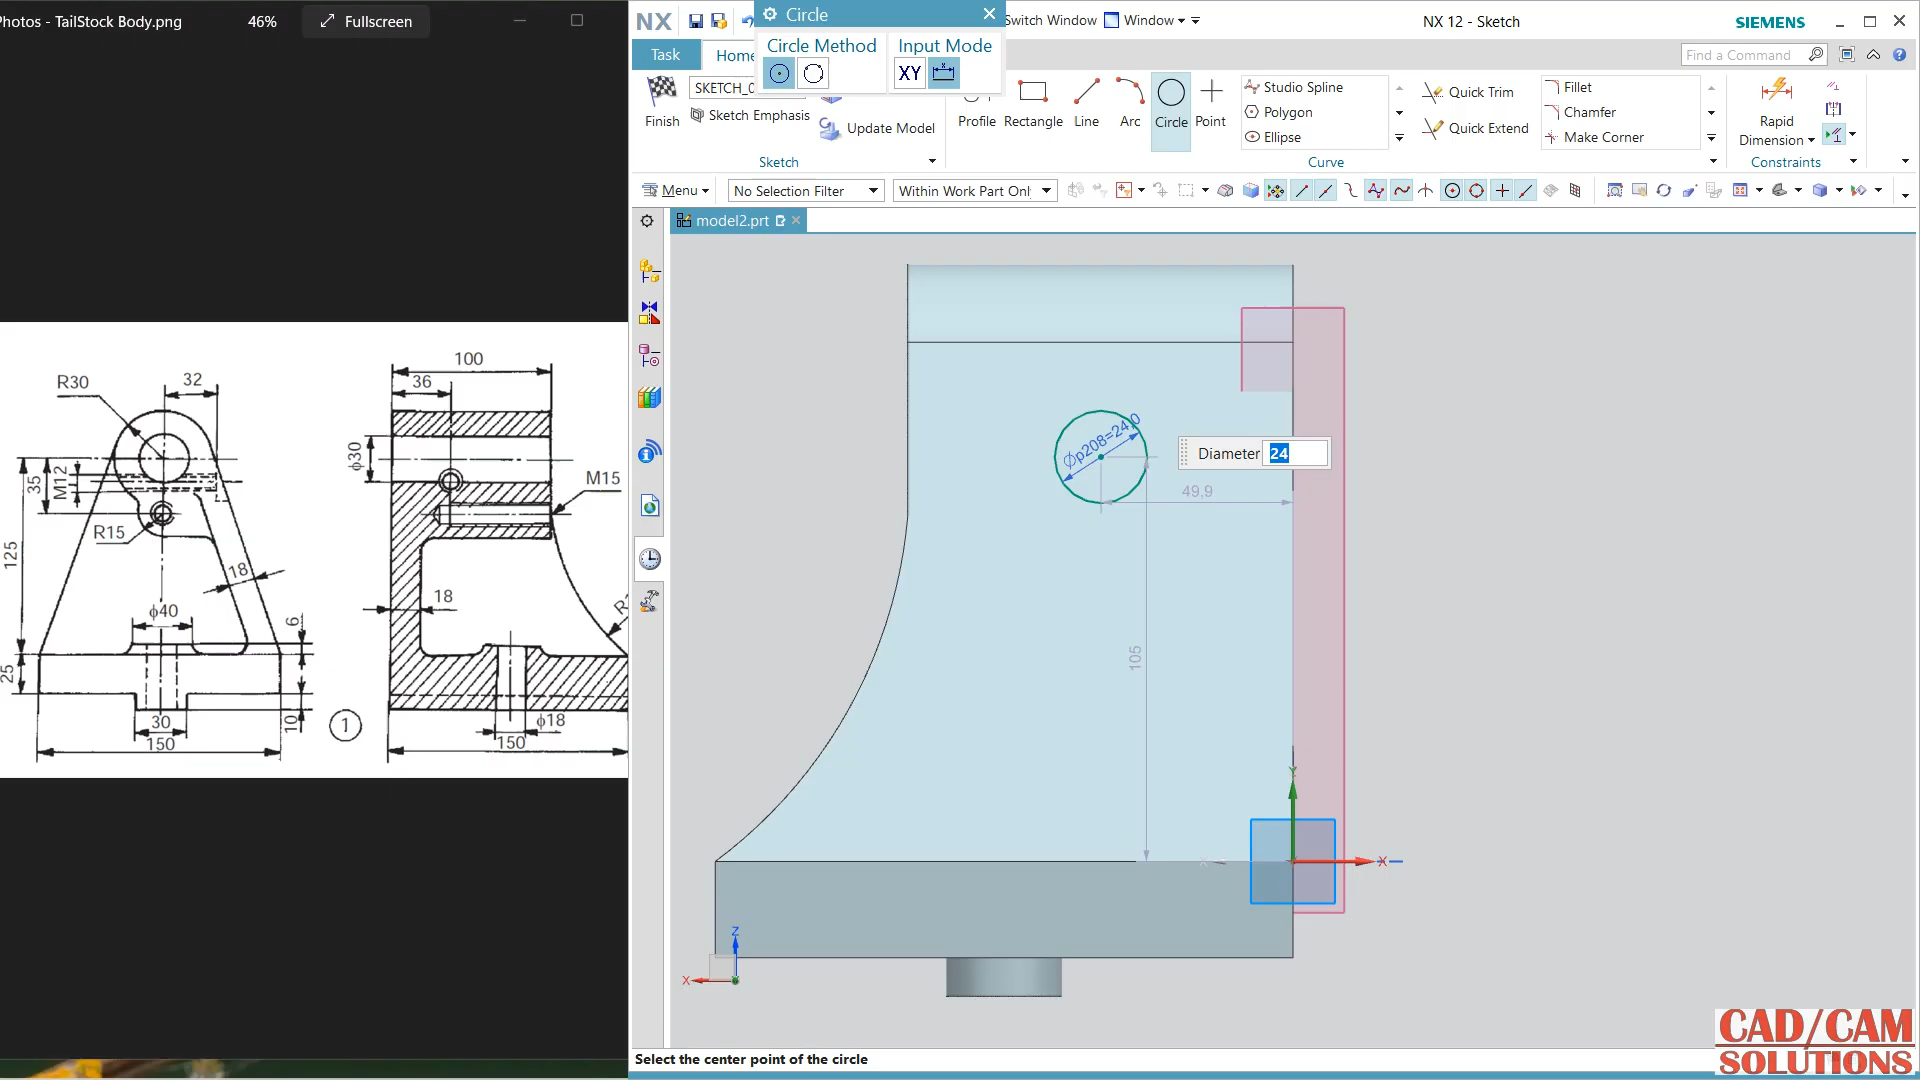 Photos - TailStock Body.png
46%
Fullscreen
R30
32
35
M12
R15
125
18
φ40
6
25
30
10
150
1
100
36
φ30
M15
18
R
φ18
150
NX
Switch Window
Window
NX 12 - Sketch
SIEMENS
Circle
Circle Method
Input Mode
XY
Task
Home
Find a Command
Finish
SKETCH_0
Sketch Emphasis
Update Model
Sketch
Profile
Rectangle
Line
Arc
Circle
Point
Studio Spline
Polygon
Ellipse
Quick Trim
Quick Extend
Fillet
Chamfer
Make Corner
Curve
Rapid
Dimension
Constraints
Menu
No Selection Filter
Within Work Part Onl
model2.prt
Φp208=24,0
Diameter
24
49,9
105
Y
X
X
Z
X
Select the center point of the circle
CAD/CAM
SOLUTIONS